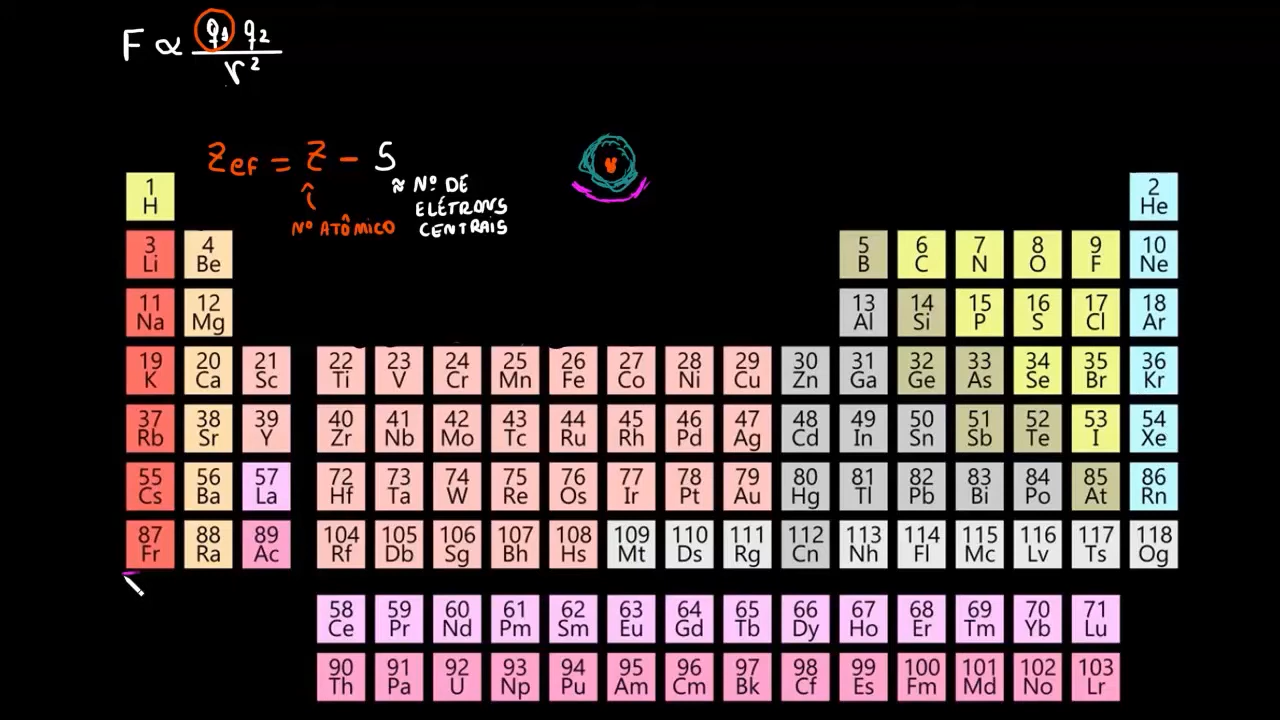 F ∝ q1 q2
r²
Zef = Z - S
≈ Nº DE
ELÉTRONS
Nº ATÔMICO CENTRAIS
1 2
H He
3 4 5 6 7 8 9 10
Li Be B C N O F Ne
11 12 13 14 15 16 17 18
Na Mg Al Si P S Cl Ar
19 20 21 22 23 24 25 26 27 28 29 30 31 32 33 34 35 36
K Ca Sc Ti V Cr Mn Fe Co Ni Cu Zn Ga Ge As Se Br Kr
37 38 39 40 41 42 43 44 45 46 47 48 49 50 51 52 53 54
Rb Sr Y Zr Nb Mo Tc Ru Rh Pd Ag Cd In Sn Sb Te I Xe
55 56 57 72 73 74 75 76 77 78 79 80 81 82 83 84 85 86
Cs Ba La Hf Ta W Re Os Ir Pt Au Hg Tl Pb Bi Po At Rn
87 88 89 104 105 106 107 108 109 110 111 112 113 114 115 116 117 118
Fr Ra Ac Rf Db Sg Bh Hs Mt Ds Rg Cn Nh Fl Mc Lv Ts Og
58 59 60 61 62 63 64 65 66 67 68 69 70 71
Ce Pr Nd Pm Sm Eu Gd Tb Dy Ho Er Tm Yb Lu
90 91 92 93 94 95 96 97 98 99 100 101 102 103
Th Pa U Np Pu Am Cm Bk Cf Es Fm Md No Lr